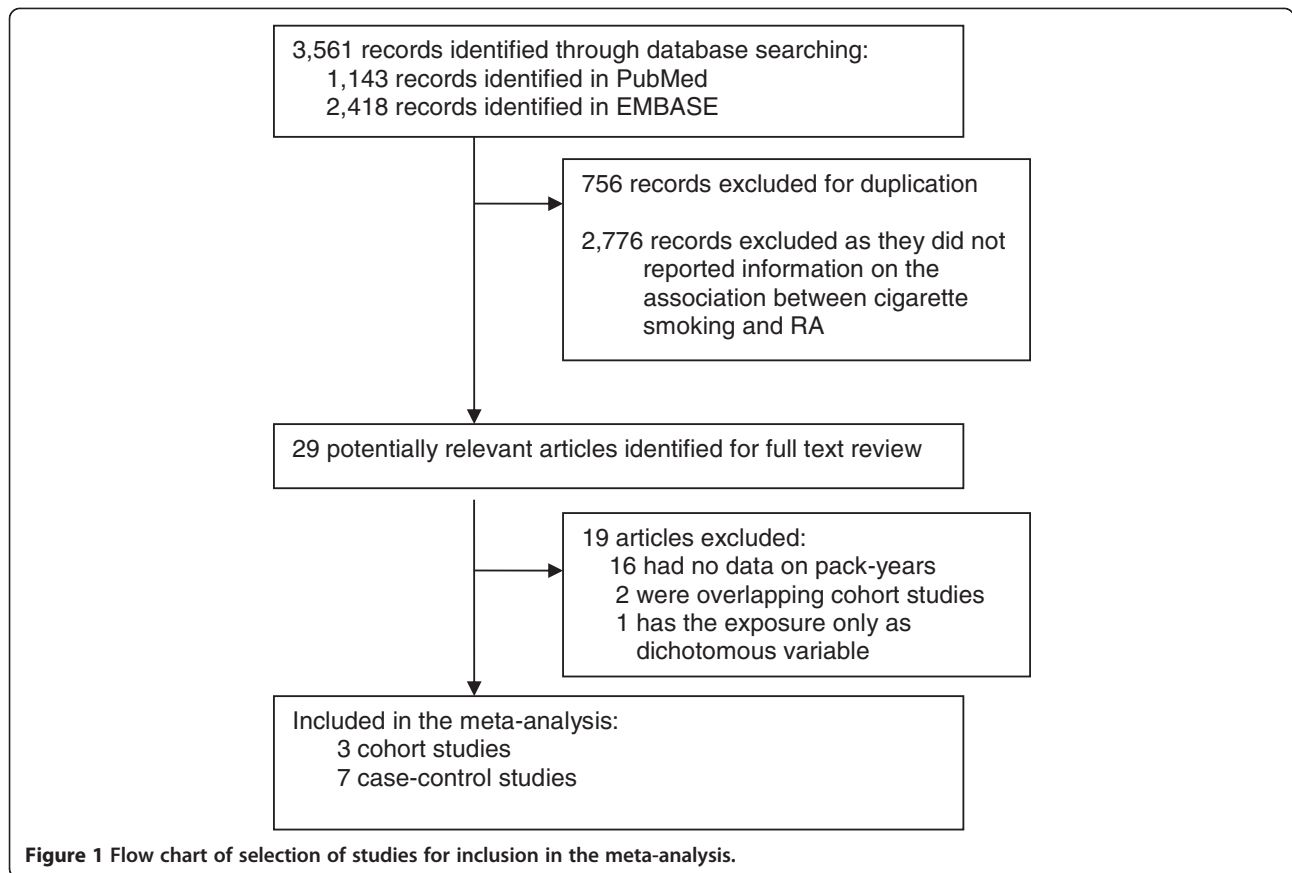 3,561 records identified through database searching:
1,143 records identified in PubMed
2,418 records identified in EMBASE
756 records excluded for duplication
2,776 records excluded as they did not
reported information on the
association between cigarette
smoking and RA
29 potentially relevant articles identified for full text review
19 articles excluded:
16 had no data on pack-years
2 were overlapping cohort studies
1 has the exposure only as
dichotomous variable
Included in the meta-analysis:
3 cohort studies
7 case-control studies
Figure 1 Flow chart of selection of studies for inclusion in the meta-analysis.